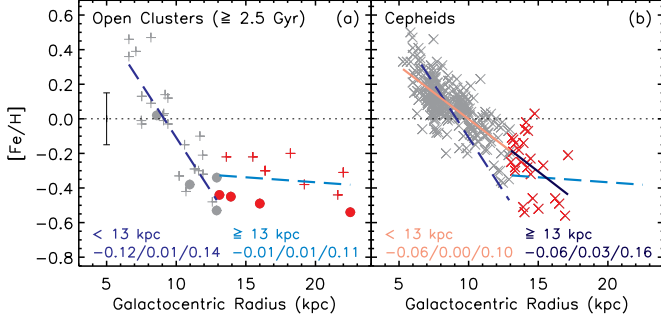 Open Clusters (≧ 2.5 Gyr) (a)
Cepheids (b)
[Fe/H]
0.6
0.4
0.2
0.0
−0.2
−0.4
−0.6
−0.8
< 13 kpc
−0.12/0.01/0.14
≧ 13 kpc
−0.01/0.01/0.11
< 13 kpc
−0.06/0.00/0.10
≧ 13 kpc
−0.06/0.03/0.16
5 10 15 20
5 10 15 20
Galactocentric Radius (kpc)
Galactocentric Radius (kpc)